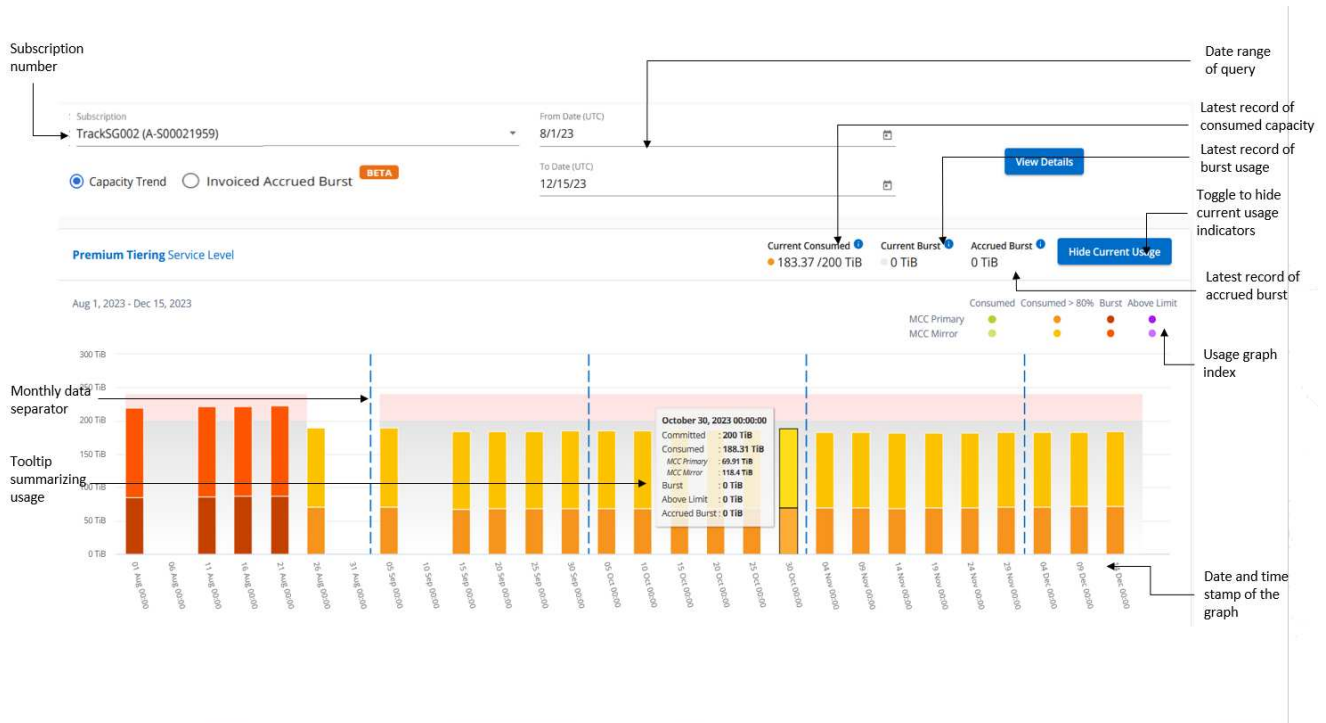 Subscription
number
Date range
of query
Latest record of
consumed capacity
Latest record of
burst usage
Toggle to hide
current usage
indicators
Latest record of
accrued burst
Usage graph
index
Subscription
TrackSG002 (A-S00021959)
From Date (UTC)
8/1/23
To Date (UTC)
12/15/23
View Details
Capacity Trend
Invoiced Accrued Burst
BETA
Premium Tiering Service Level
Current Consumed
183.37 /200 TiB
Current Burst
0 TiB
Accrued Burst
0 TiB
Hide Current Usage
Aug 1, 2023 - Dec 15, 2023
Consumed Consumed > 80% Burst Above Limit
MCC Primary
MCC Mirror
Monthly data
separator
Tooltip
summarizing
usage
300 TiB
250 TiB
200 TiB
150 TiB
100 TiB
50 TiB
0 TiB
October 30, 2023 00:00:00
Committed : 200 TiB
Consumed : 188.31 TiB
MCC Primary : 69.91 TiB
MCC Mirror : 118.4 TiB
Burst : 0 TiB
Above Limit : 0 TiB
Accrued Burst : 0 TiB
01 Aug 00:00
06 Aug 00:00
11 Aug 00:00
16 Aug 00:00
21 Aug 00:00
26 Aug 00:00
31 Aug 00:00
05 Sep 00:00
10 Sep 00:00
15 Sep 00:00
20 Sep 00:00
25 Sep 00:00
30 Sep 00:00
05 Oct 00:00
10 Oct 00:00
15 Oct 00:00
20 Oct 00:00
25 Oct 00:00
30 Oct 00:00
04 Nov 00:00
09 Nov 00:00
14 Nov 00:00
19 Nov 00:00
24 Nov 00:00
29 Nov 00:00
04 Dec 00:00
09 Dec 00:00
Dec 00:00
Date and time
stamp of the
graph